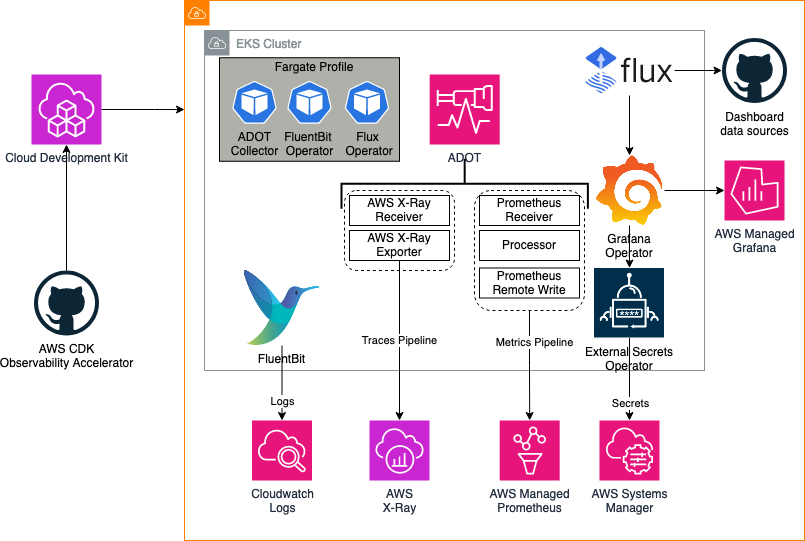 EKS Cluster
Fargate Profile
ADOT
Collector
FluentBit
Operator
Flux
Operator
ADOT
flux
Dashboard
data sources
Cloud Development Kit
AWS X-Ray
Receiver
AWS X-Ray
Exporter
Prometheus
Receiver
Processor
Prometheus
Remote Write
Grafana
Operator
AWS Managed
Grafana
AWS CDK
Observability Accelerator
FluentBit
Traces Pipeline
Metrics Pipeline
****
External Secrets
Operator
Logs
Secrets
Cloudwatch
Logs
AWS
X-Ray
AWS Managed
Prometheus
AWS Systems
Manager